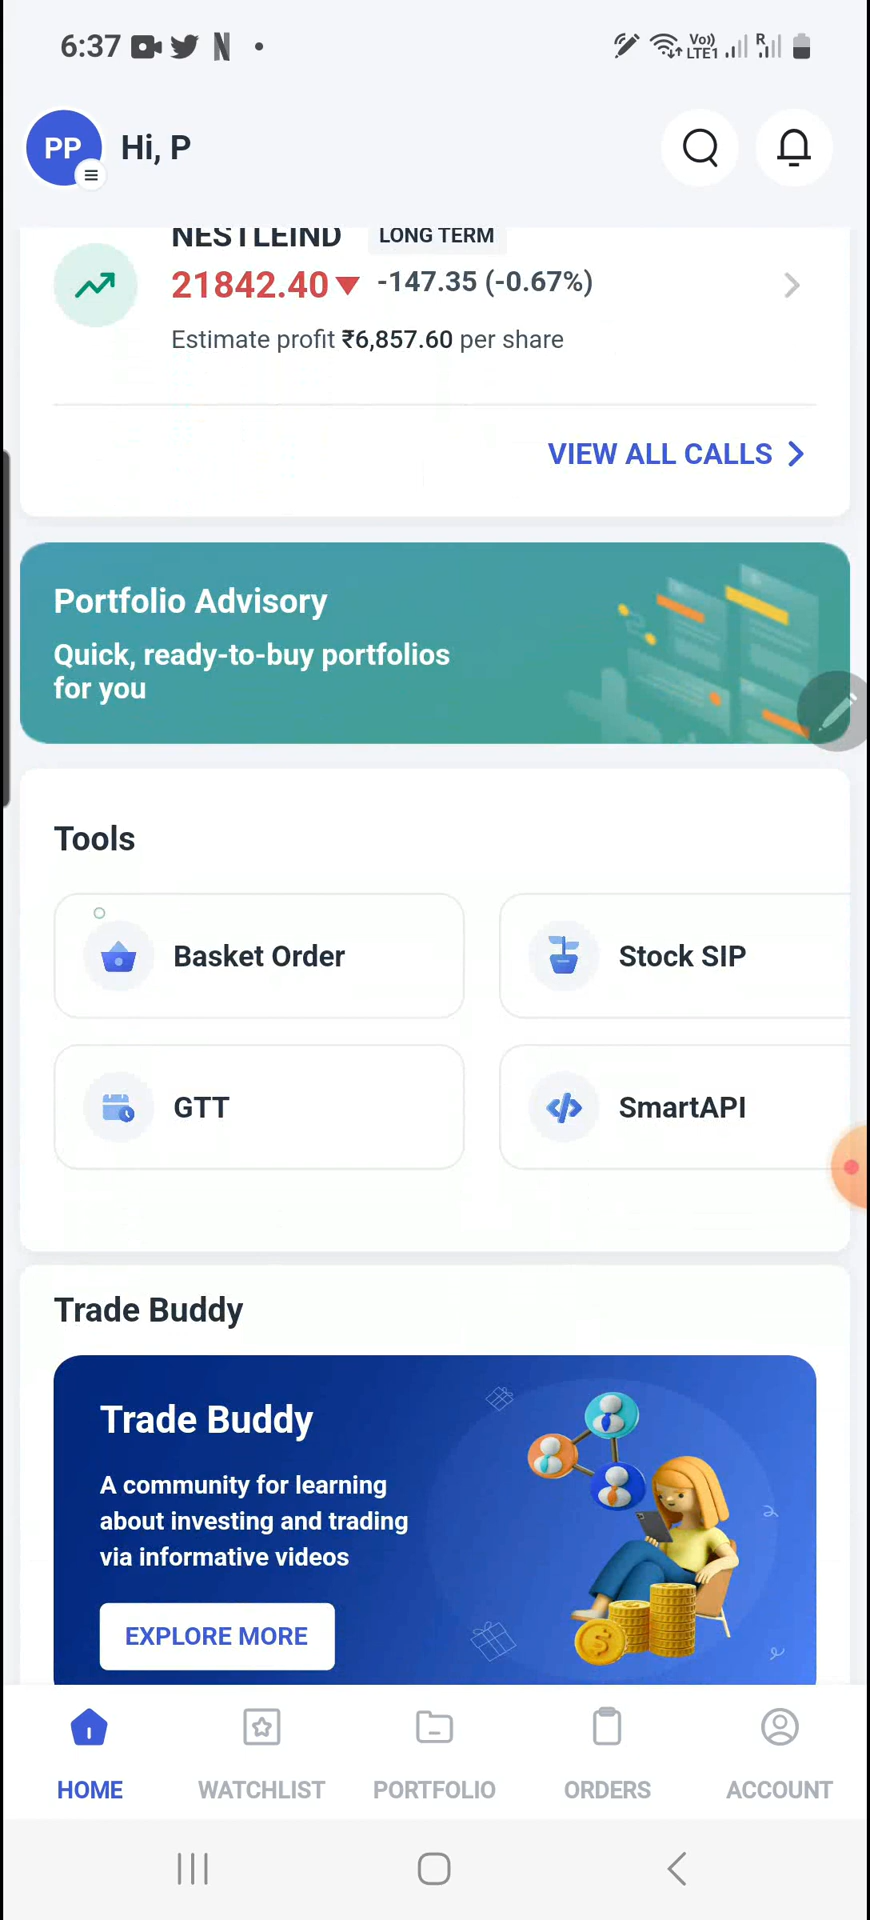 6:37
Vo))
LTE1
R
PP
Hi, P
NESTLEIND
LONG TERM
21842.40 -147.35 (-0.67%)
Estimate profit ₹6,857.60 per share
VIEW ALL CALLS
Portfolio Advisory
Quick, ready-to-buy portfolios
for you
Tools
Basket Order
Stock SIP
GTT
SmartAPI
Trade Buddy
Trade Buddy
A community for learning
about investing and trading
via informative videos
EXPLORE MORE
HOME
WATCHLIST
PORTFOLIO
ORDERS
ACCOUNT